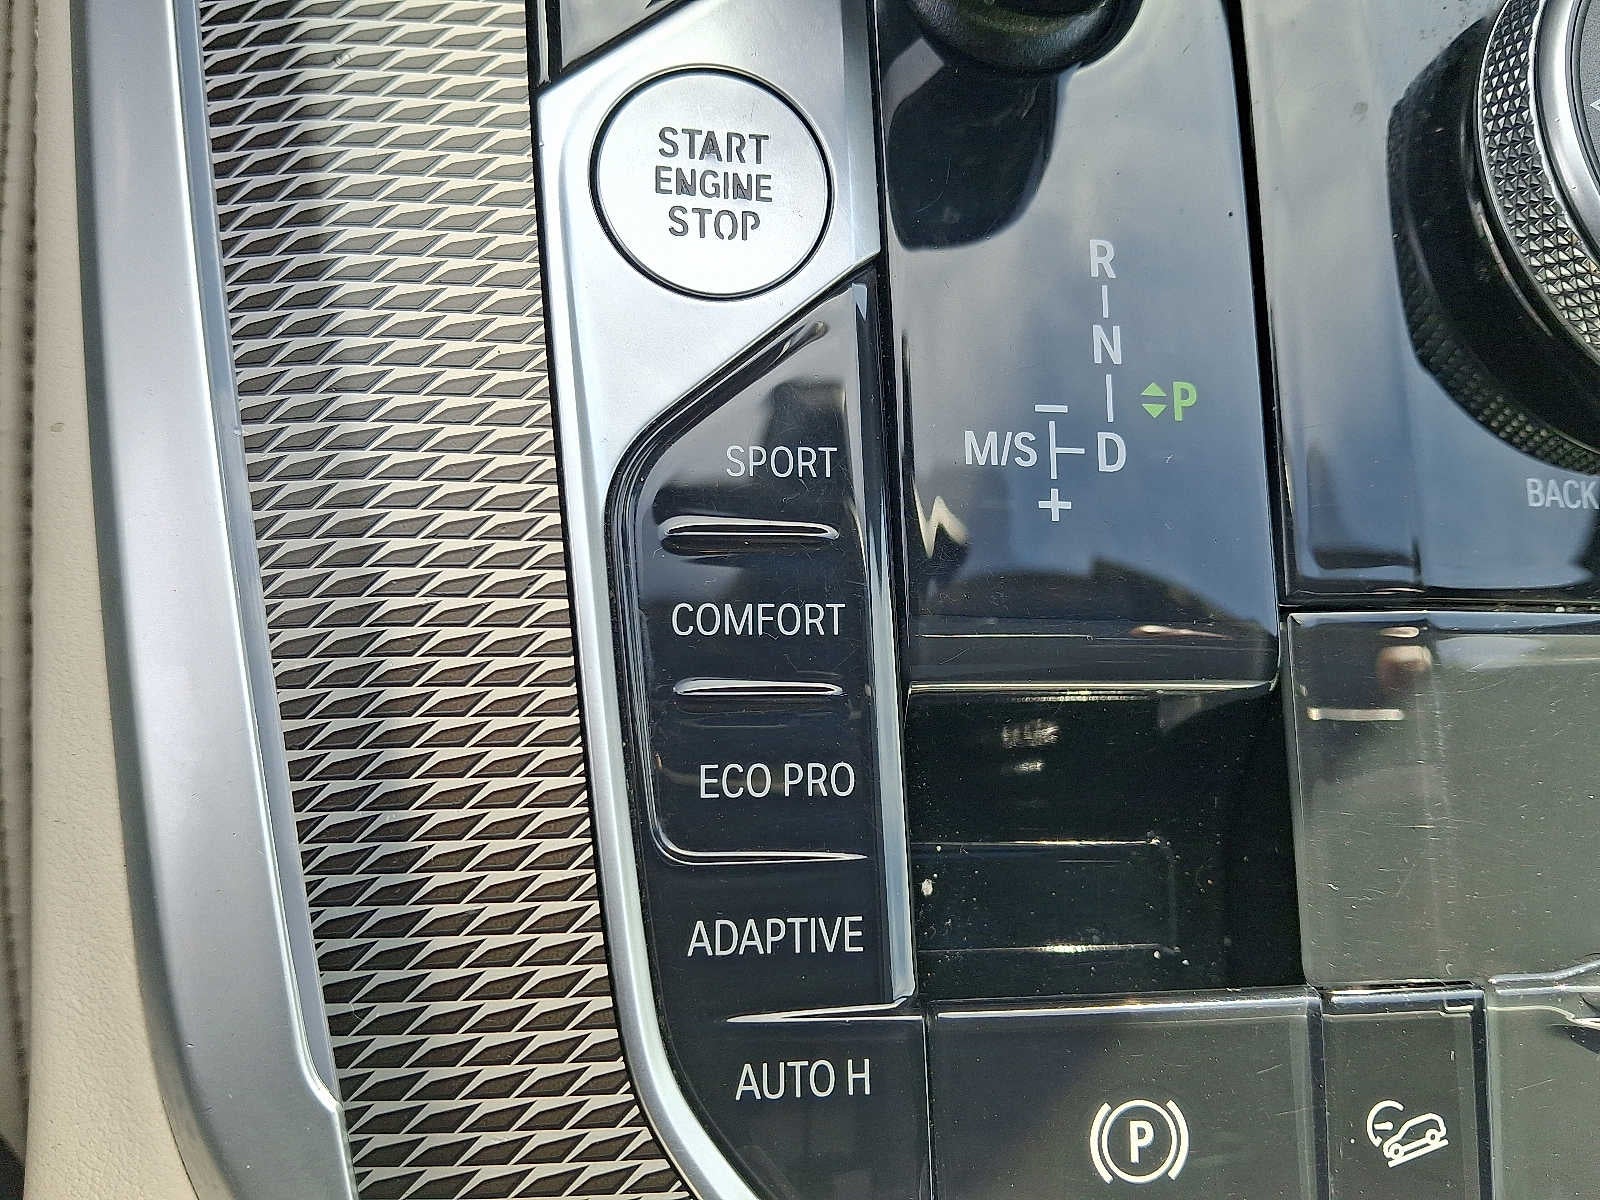 START
ENGINE
STOP
R
N
P
M/S
D
−
+
BACK
SPORT
COMFORT
ECO PRO
ADAPTIVE
AUTO H
P